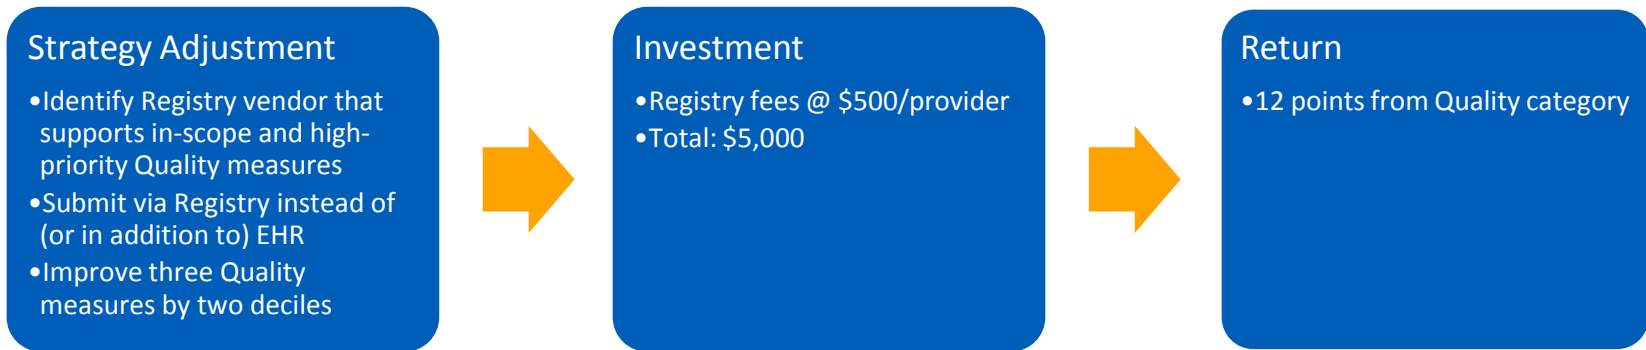 Strategy Adjustment
•Identify Registry vendor that
supports in-scope and high-
priority Quality measures
•Submit via Registry instead of
(or in addition to) EHR
•Improve three Quality
measures by two deciles
Investment
•Registry fees @ $500/provider
•Total: $5,000
Return
•12 points from Quality category